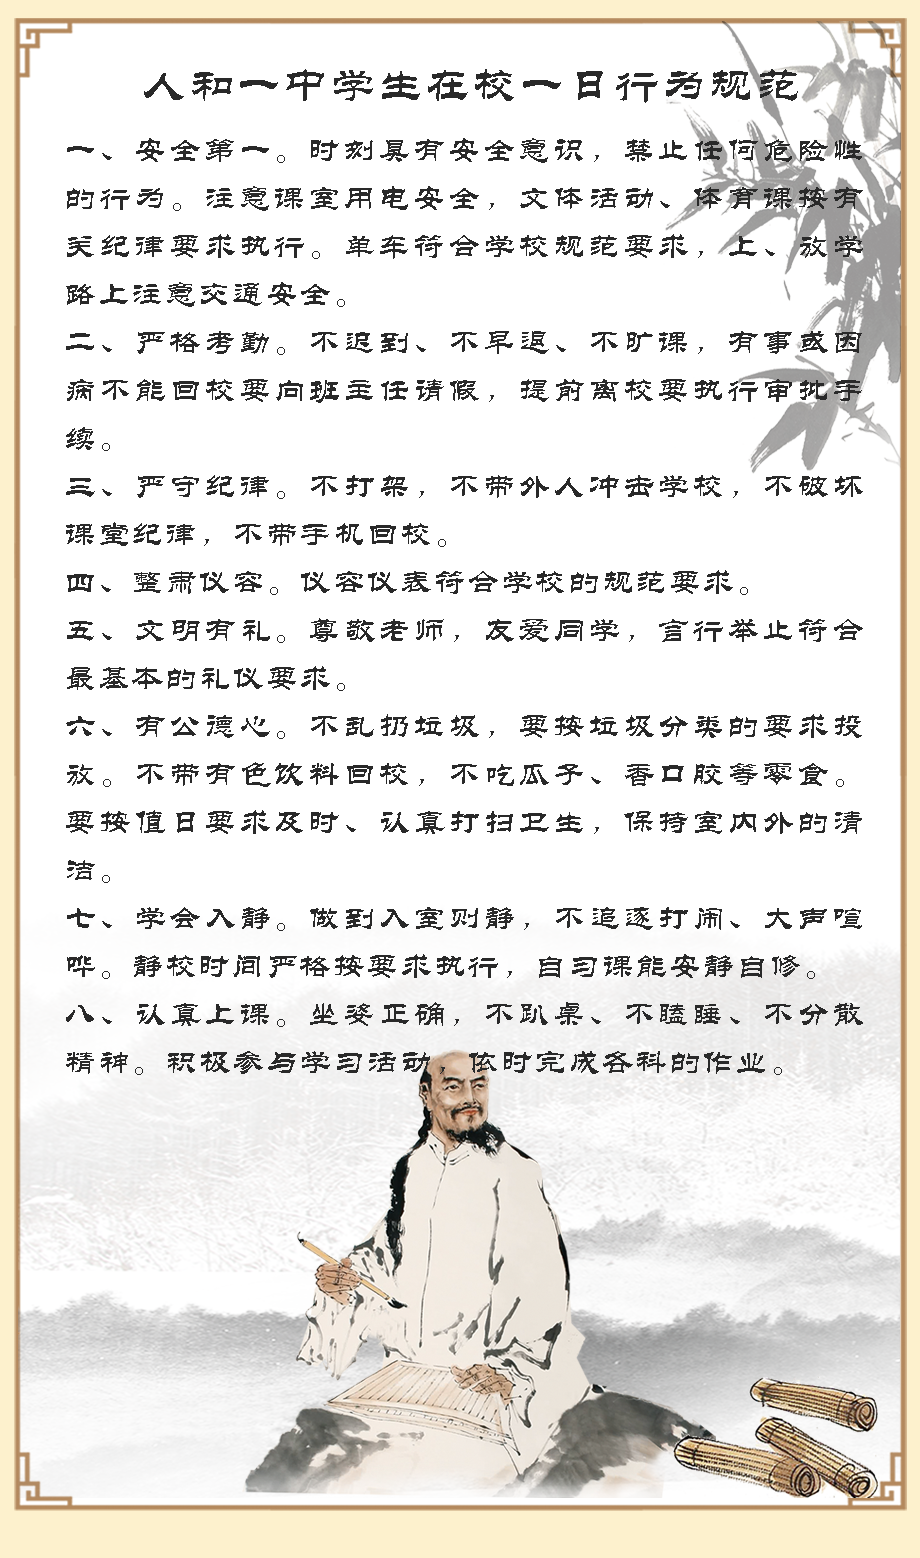 人和一中学生在校一日行为规范
一、安全第一。时刻具有安全意识，禁止任何危险性
的行为。注意课室用电安全，文体活动、体育课按有
关纪律要求执行。单车符合学校规范要求，上、放学
路上注意交通安全。
二、严格考勤。不迟到、不早退、不旷课，有事或因
病不能回校要向班主任请假，提前离校要执行审批手
续。
三、严守纪律。不打架，不带外人冲击学校，不破坏
课堂纪律，不带手机回校。
四、整肃仪容。仪容仪表符合学校的规范要求。
五、文明有礼。尊敬老师，友爱同学，言行举止符合
最基本的礼仪要求。
六、有公德心。不乱扔垃圾，要按垃圾分类的要求投
放。不带有色饮料回校，不吃瓜子、香口胶等零食。
要按值日要求及时、认真打扫卫生，保持室内外的清
洁。
七、学会入静。做到入室则静，不追逐打闹、大声喧
哗。静校时间严格按要求执行，自习课能安静自修。
八、认真上课。坐姿正确，不趴桌、不瞌睡、不分散
精神。积极参与学习活动，依时完成各科的作业。